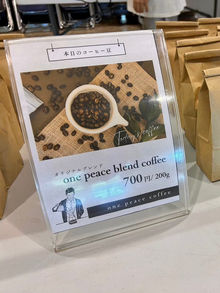 本日のコーヒー豆
オリジナルブレンド
one peace blend coffee
700円/200g
one peace coffee